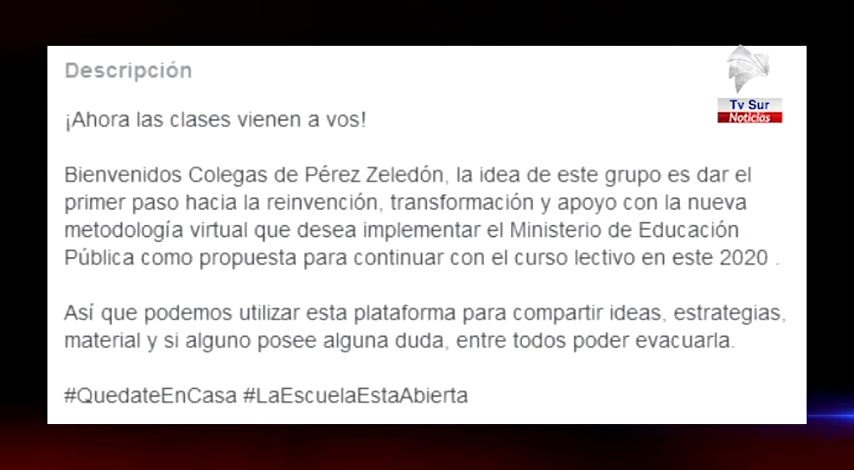 Descripción
Tv Sur
Noticias
¡Ahora las clases vienen a vos!
Bienvenidos Colegas de Pérez Zeledón, la idea de este grupo es dar el
primer paso hacia la reinvención, transformación y apoyo con la nueva
metodología virtual que desea implementar el Ministerio de Educación
Pública como propuesta para continuar con el curso lectivo en este 2020 .
Así que podemos utilizar esta plataforma para compartir ideas, estrategias,
material y si alguno posee alguna duda, entre todos poder evacuarla.
#QuedateEnCasa #LaEscuelaEstaAbierta